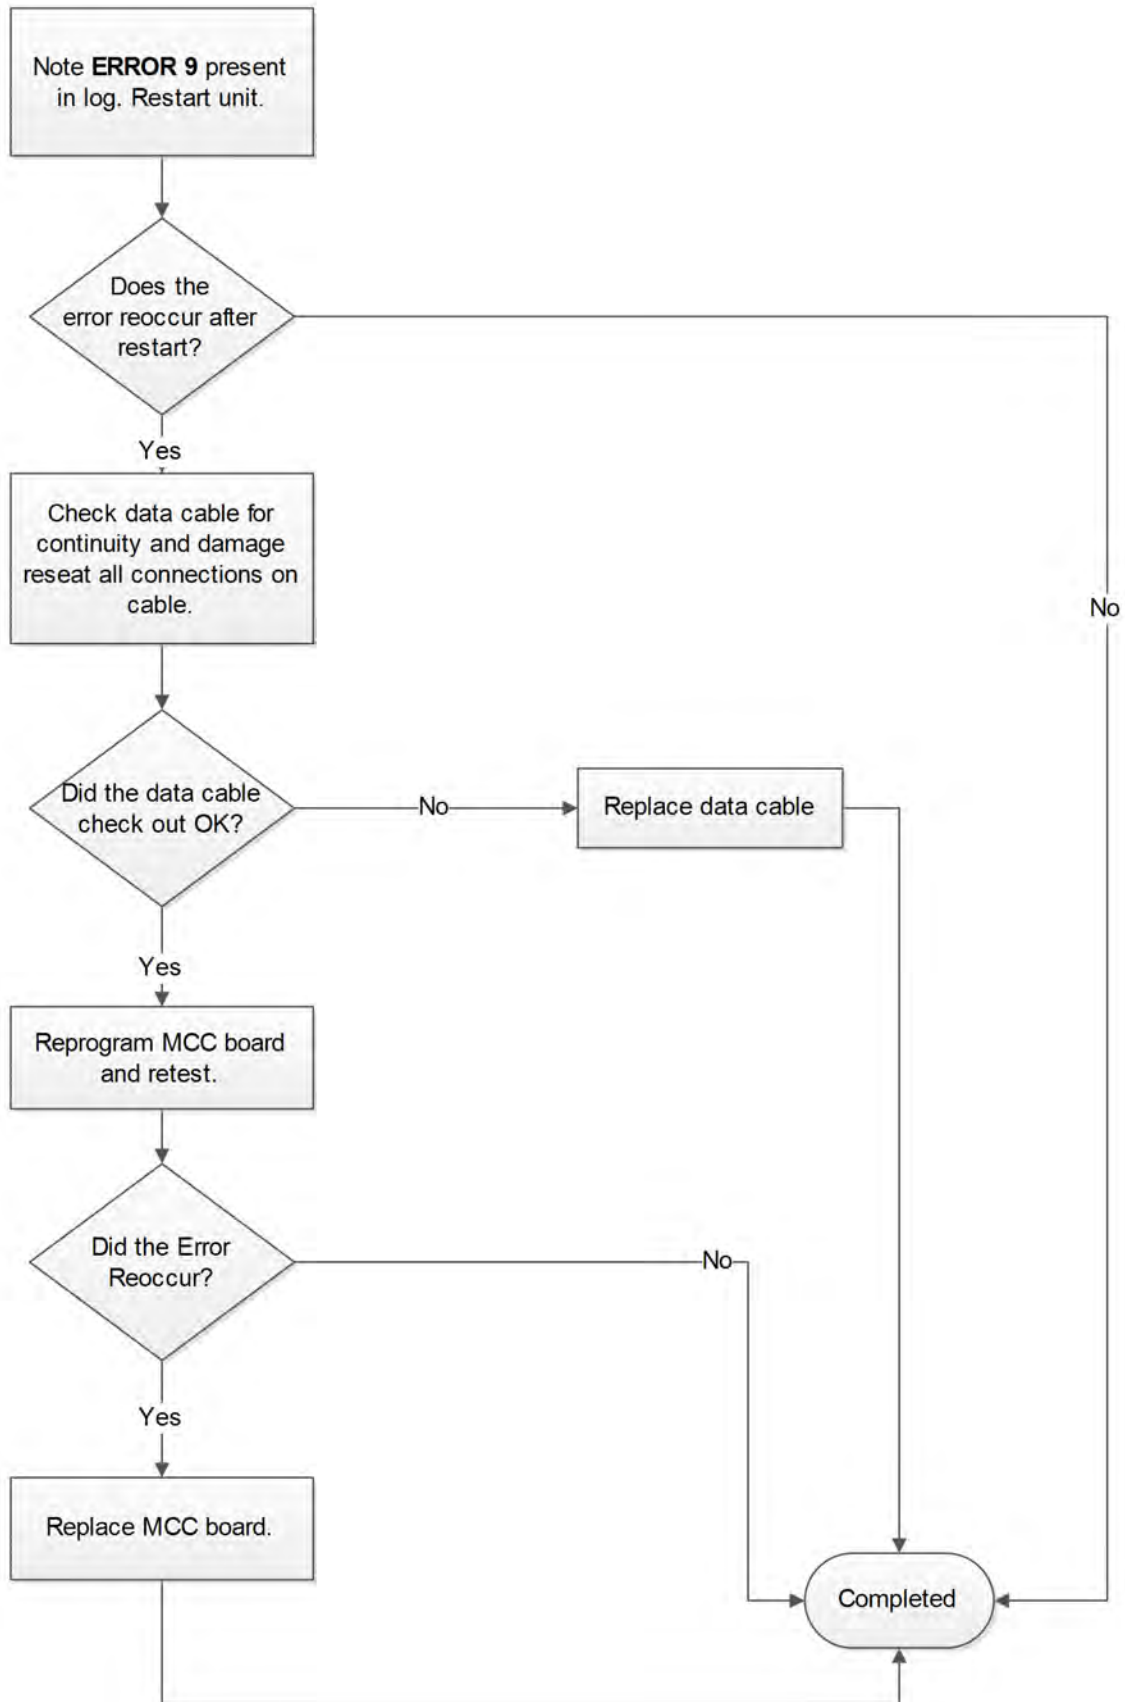 Note ERROR 9 present
in log. Restart unit.
Does the
error reoccur after
restart?
Yes
No
Check data cable for
continuity and damage
reseat all connections on
cable.
Did the data cable
check out OK?
No
Replace data cable
Yes
Reprogram MCC board
and retest.
Did the Error
Reoccur?
No
Yes
Replace MCC board.
Completed